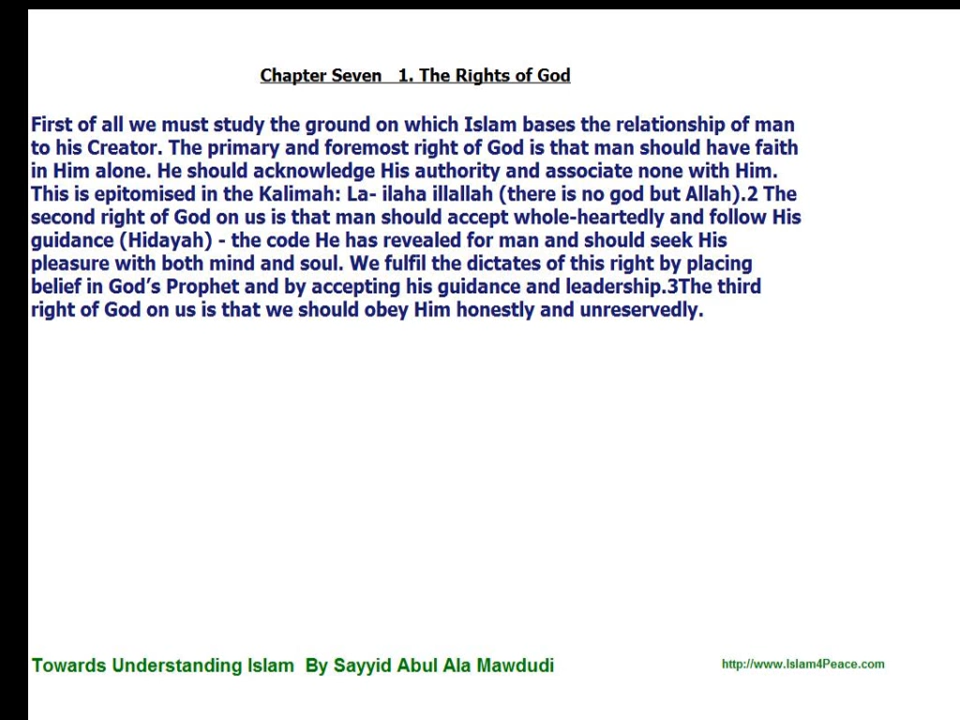 Chapter Seven 1. The Rights of God
First of all we must study the ground on which Islam bases the relationship of man
to his Creator. The primary and foremost right of God is that man should have faith
in Him alone. He should acknowledge His authority and associate none with Him.
This is epitomised in the Kalimah: La- ilaha illallah (there is no god but Allah).2 The
second right of God on us is that man should accept whole-heartedly and follow His
guidance (Hidayah) - the code He has revealed for man and should seek His
pleasure with both mind and soul. We fulfil the dictates of this right by placing
belief in God’s Prophet and by accepting his guidance and leadership.3The third
right of God on us is that we should obey Him honestly and unreservedly.
Towards Understanding Islam By Sayyid Abul Ala Mawdudi
http://www.Islam4Peace.com